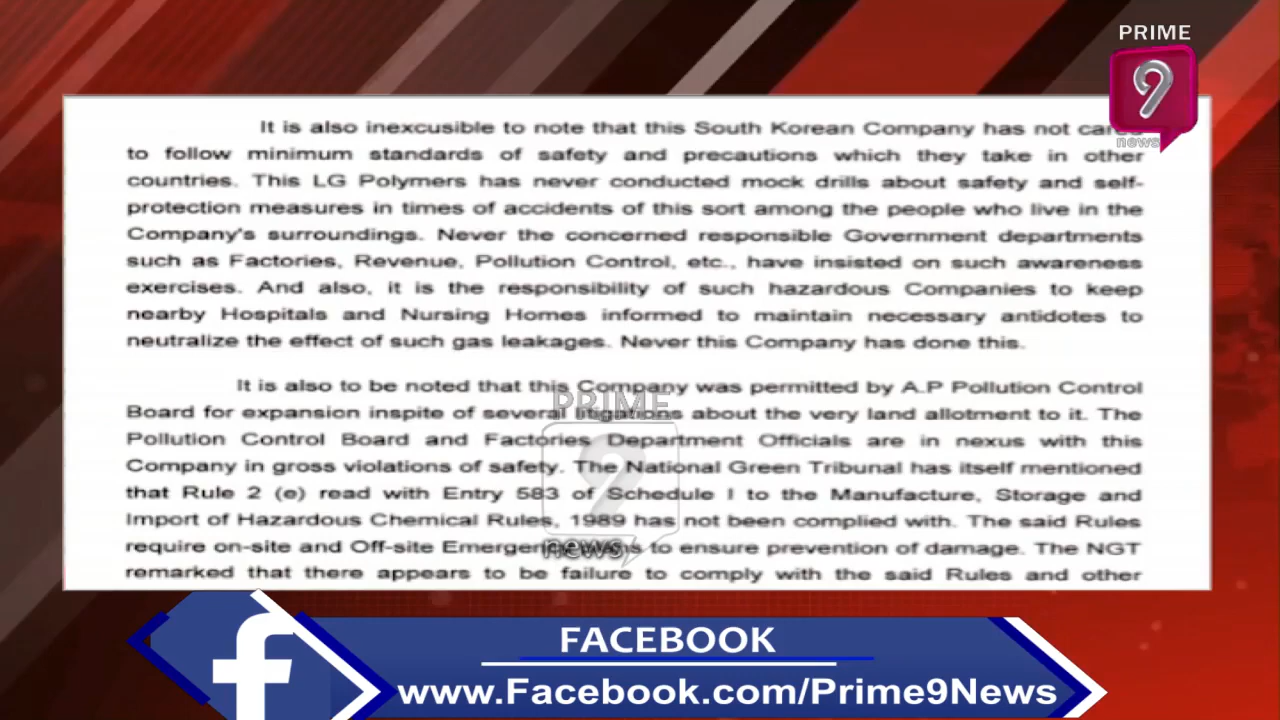 PRIME
9
news
It is also inexcusible to note that this South Korean Company has not
to follow minimum standards of safety and precautions which they take in other
countries. This LG Polymers has never conducted mock drills about safety and self-
protection measures in times of accidents of this sort among the people who live in the
Company's surroundings. Never the concerned responsible Government departments
such as Factories, Revenue, Pollution Control, etc., have insisted on such awareness
exercises. And also, it is the responsibility of such hazardous Companies to keep
nearby Hospitals and Nursing Homes informed to maintain necessary antidotes to
neutralize the effect of such gas leakages. Never this Company has done this.
It is also to be noted that this Company was permitted by A.P Pollution Control
Board for expansion inspite of several litigations about the very land allotment to it. The
Pollution Control Board and Factories Department Officials are in nexus with this
Company in gross violations of safety. The National Green Tribunal has itself mentioned
that Rule 2 (e) read with Entry 583 of Schedule I to the Manufacture, Storage and
Import of Hazardous Chemical Rules, 1989 has not been complied with. The said Rules
require on-site and Off-site to ensure prevention of damage. The NGT
remarked that there appears to be failure to comply with the said Rules and other
PRIME
9
news
FACEBOOK
www.Facebook.com/Prime9News